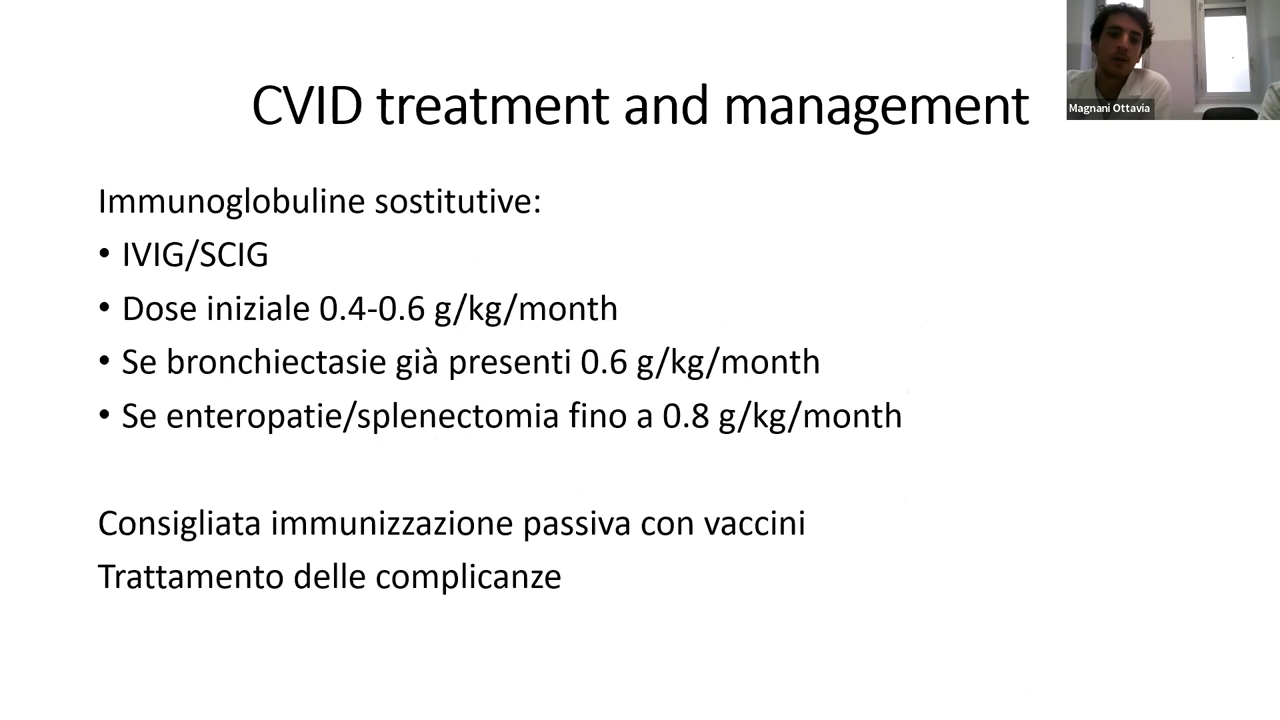 CVID treatment and management
Magnani Ottavia
Immunoglobuline sostitutive:
• IVIG/SCIG
• Dose iniziale 0.4-0.6 g/kg/month
• Se bronchiectasie già presenti 0.6 g/kg/month
• Se enteropatie/splenectomia fino a 0.8 g/kg/month
Consigliata immunizzazione passiva con vaccini
Trattamento delle complicanze